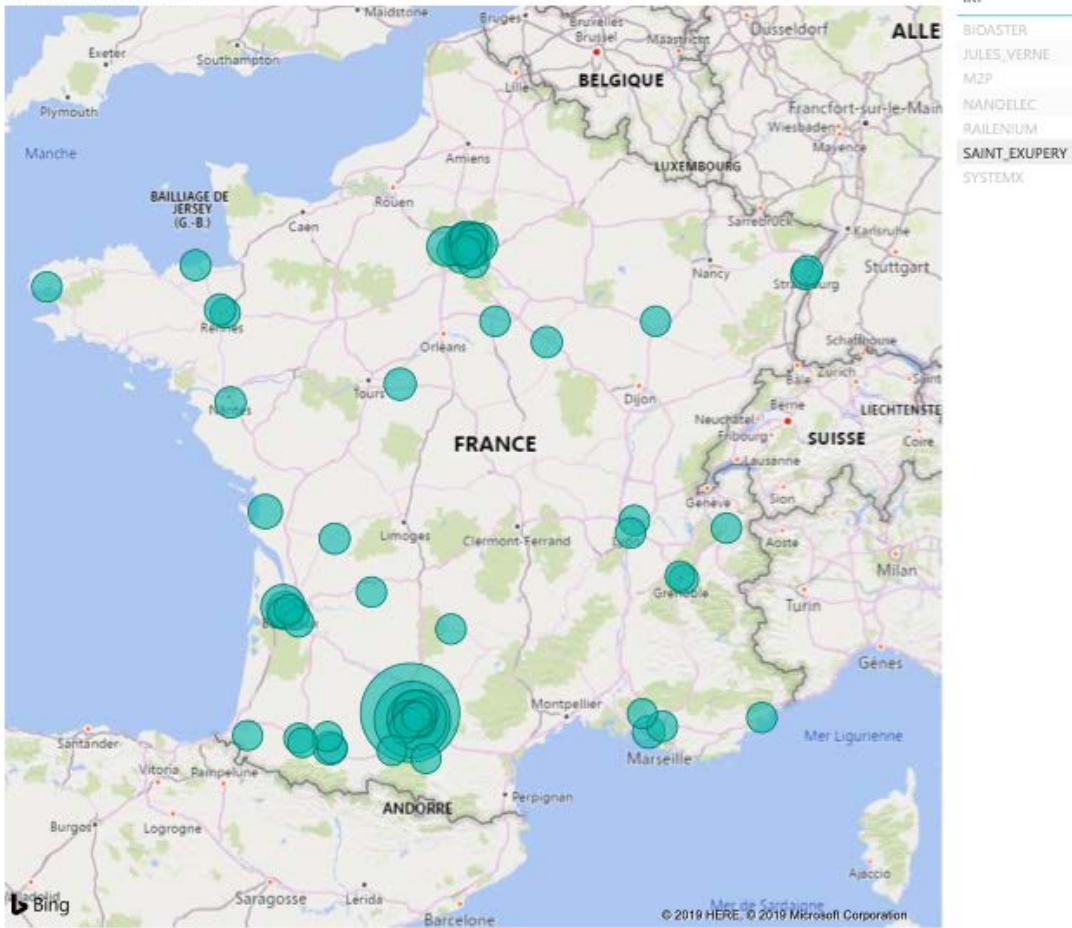 Maidstone
Bruges
Bruxelles
Brussel
Maastricht
Düsseldorf
ALLE
Exeter
Southampton
Lille
BELGIQUE
Plymouth
Francfort-sur-le-Main
Wiesbaden
Mayence
Manche
Amiens
LUXEMBOURG
BAILLIAGE DE
JERSEY
(G.-B.)
Rouen
Caen
Sarrebruck
Karlsruhe
Nancy
Stuttgart
Strasbourg
Rennes
Orléans
Schaffhouse
Tours
Bâle
Zurich
Saint
Nantes
Dijon
Berne
Neuchâtel
LIECHTENSTE
FRANCE
Fribourg
SUISSE
Coire
Lausanne
Sion
Genève
Limoges
Clermont-Ferrand
Lyon
Aoste
Milan
Grenoble
Turin
Gênes
Montpellier
Santander
Mer Ligurienne
Marseille
Vitoria
Pampelune
ANDORRE
Perpignan
Burgos
Logrogne
Ajaccio
Saragosse
Lérida
Bing
Mer de Sardaigne
Barcelone
© 2019 HERE, © 2019 Microsoft Corporation
BIOASTER
JULES_VERNE
M2P
NANOELEC
RAILENIUM
SAINT_EXUPERY
SYSTEMX